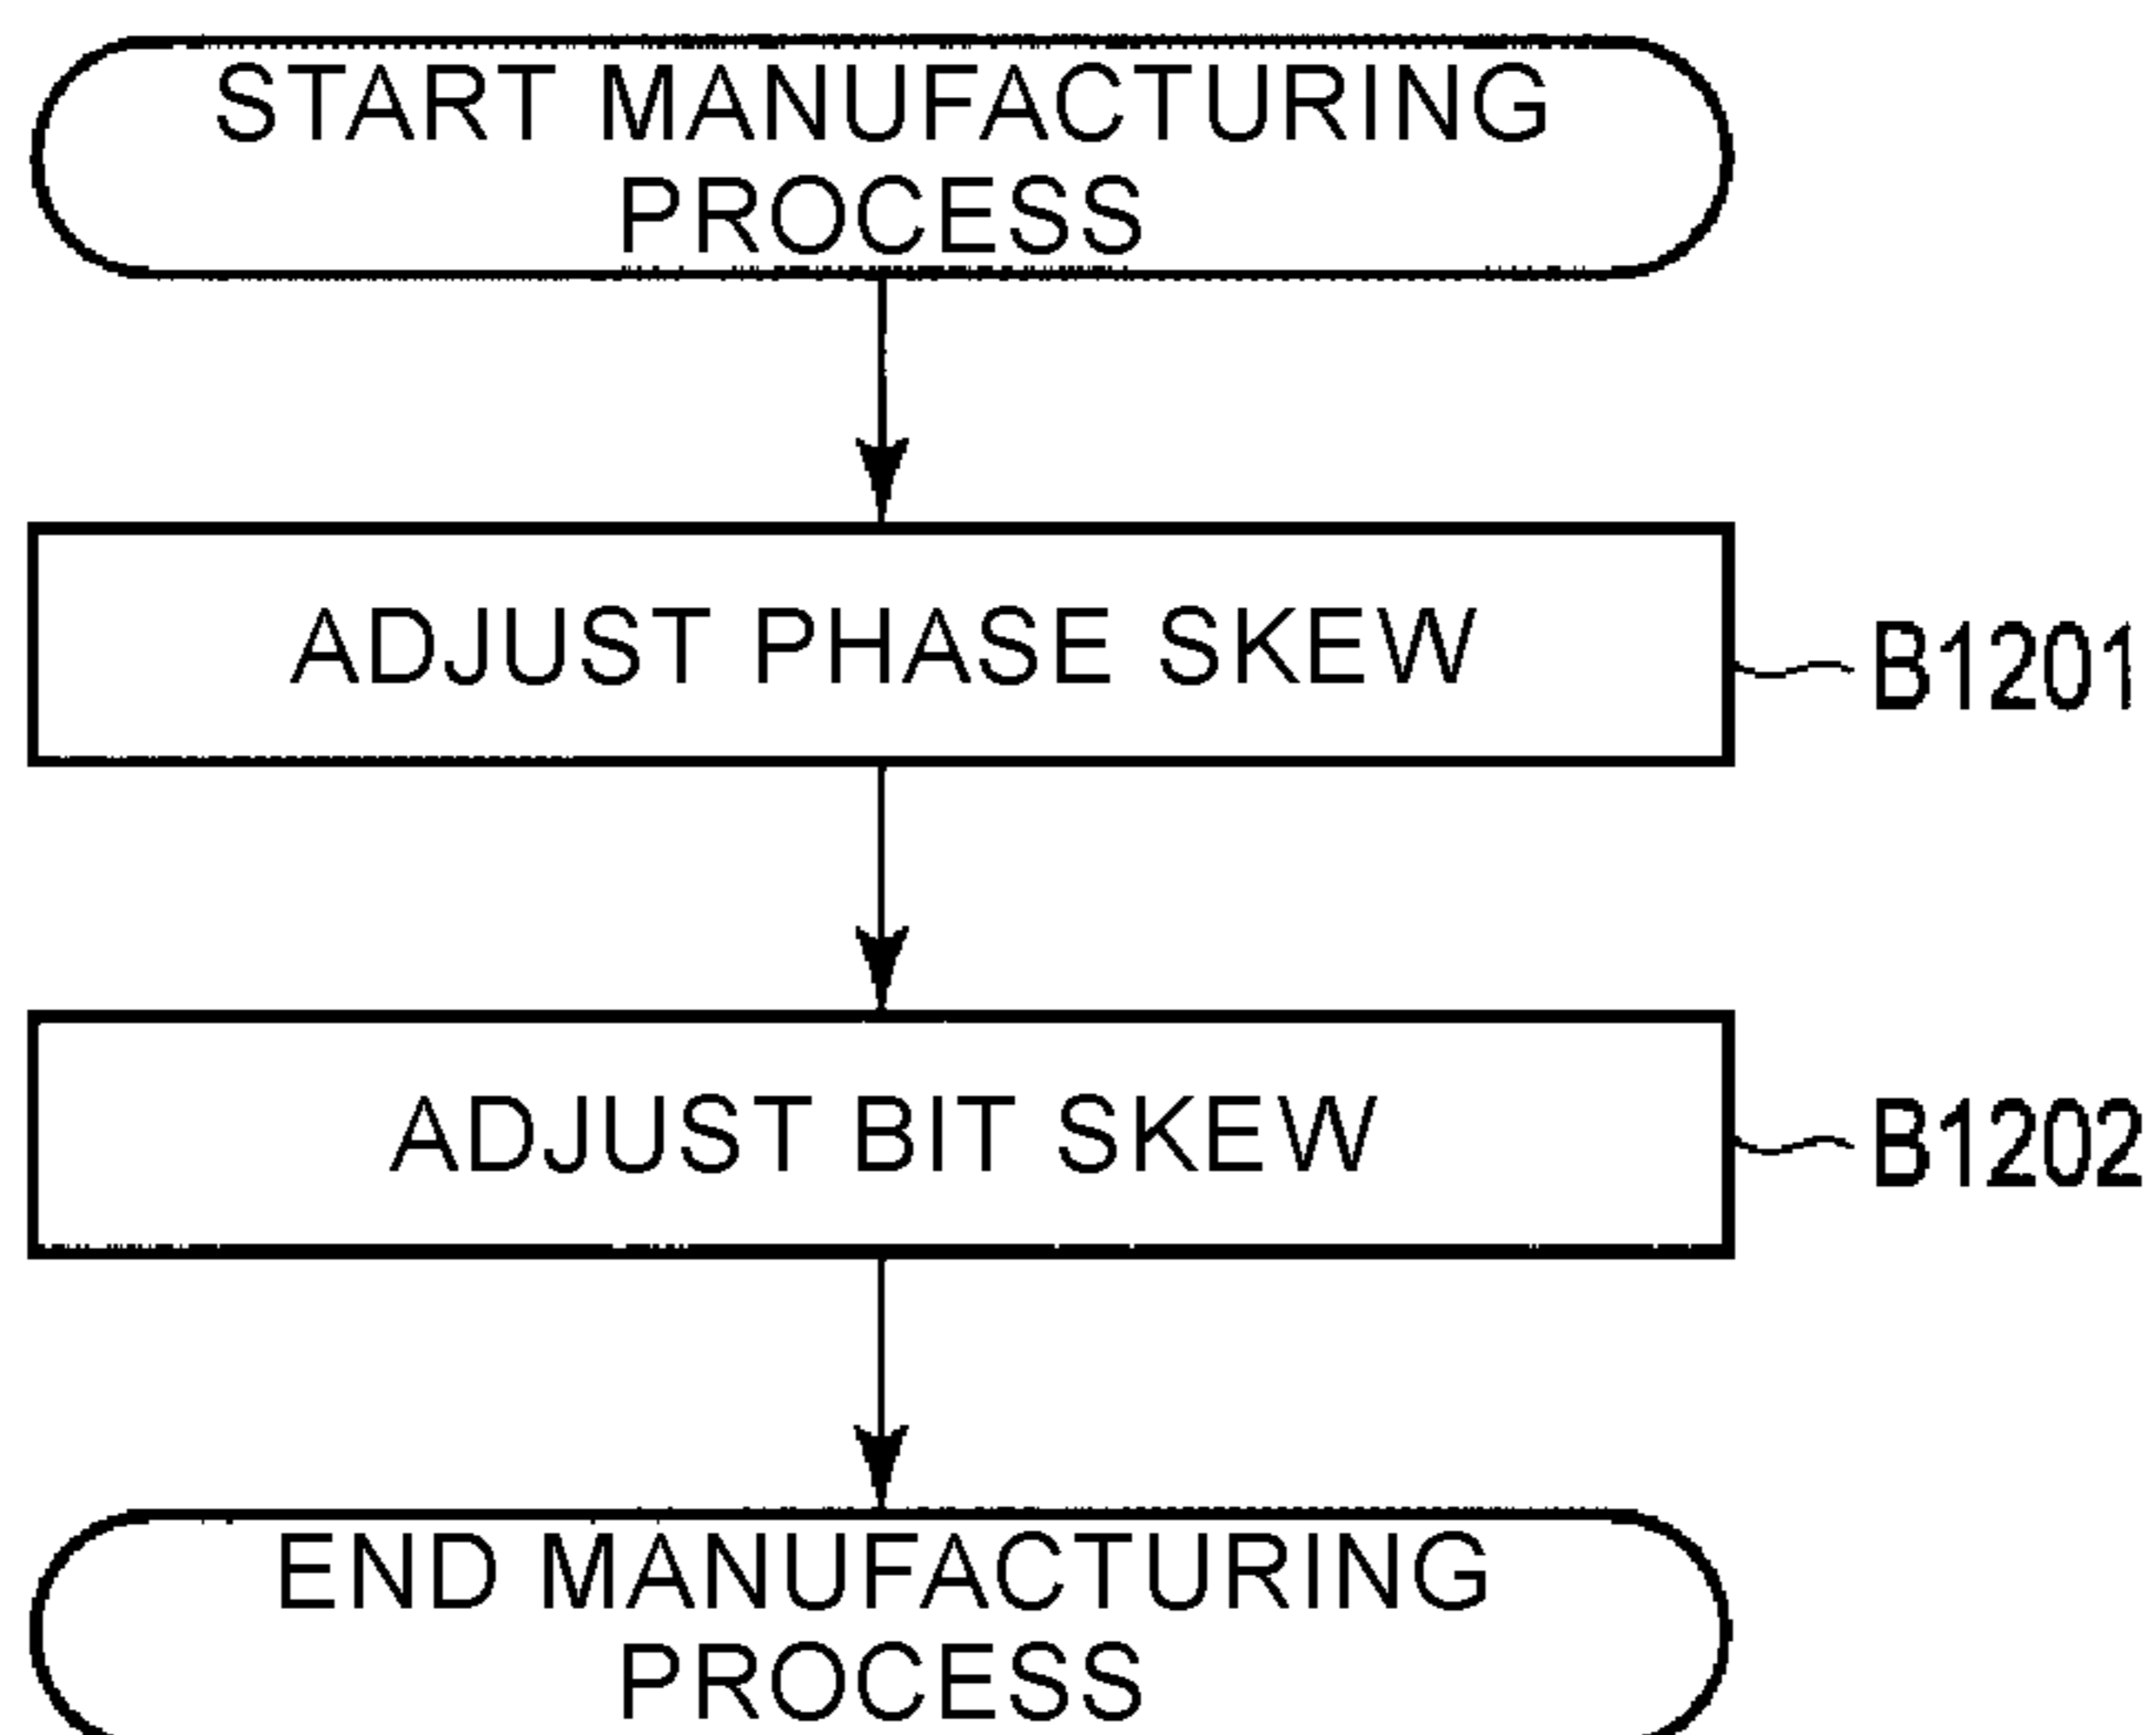 START MANUFACTURING
PROCESS
ADJUST PHASE SKEW
B1201
ADJUST BIT SKEW
B1202
END MANUFACTURING
PROCESS